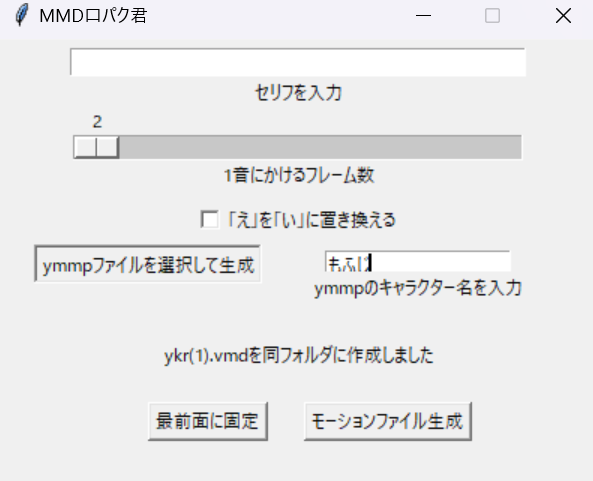 MMD口パク君
セリフを入力
2
1音にかけるフレーム数
「え」を「い」に置き換える
ymmpファイルを選択して生成
もふじ
ymmpのキャラクター名を入力
ykr(1).vmdを同フォルダに作成しました
最前面に固定
モーションファイル生成